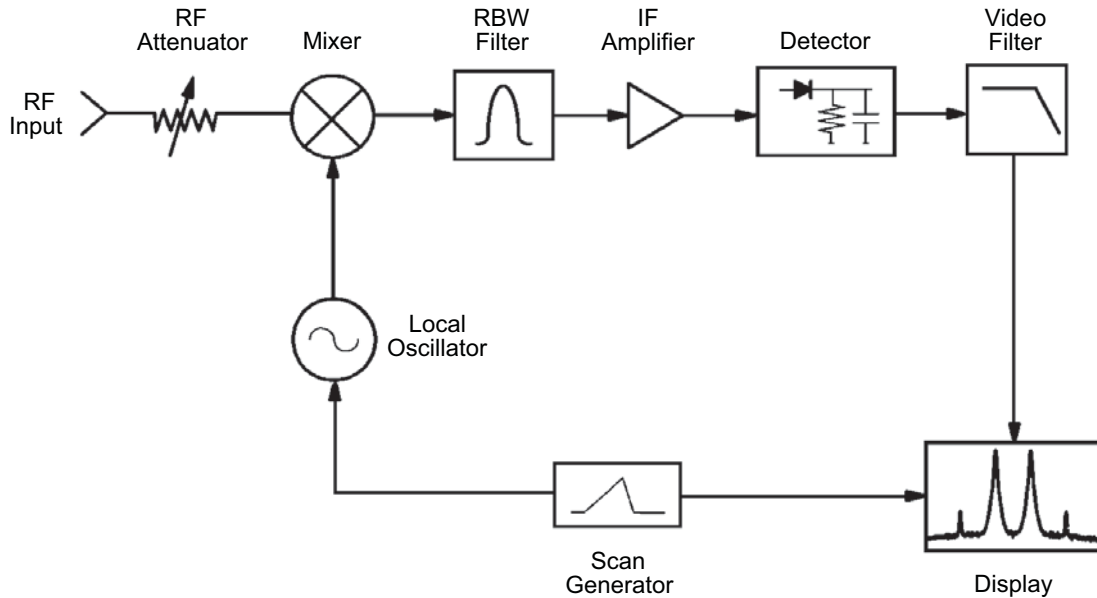 RF
Attenuator
Mixer
RBW
Filter
IF
Amplifier
Detector
Video
Filter
RF
Input
Local
Oscillator
Scan
Generator
Display